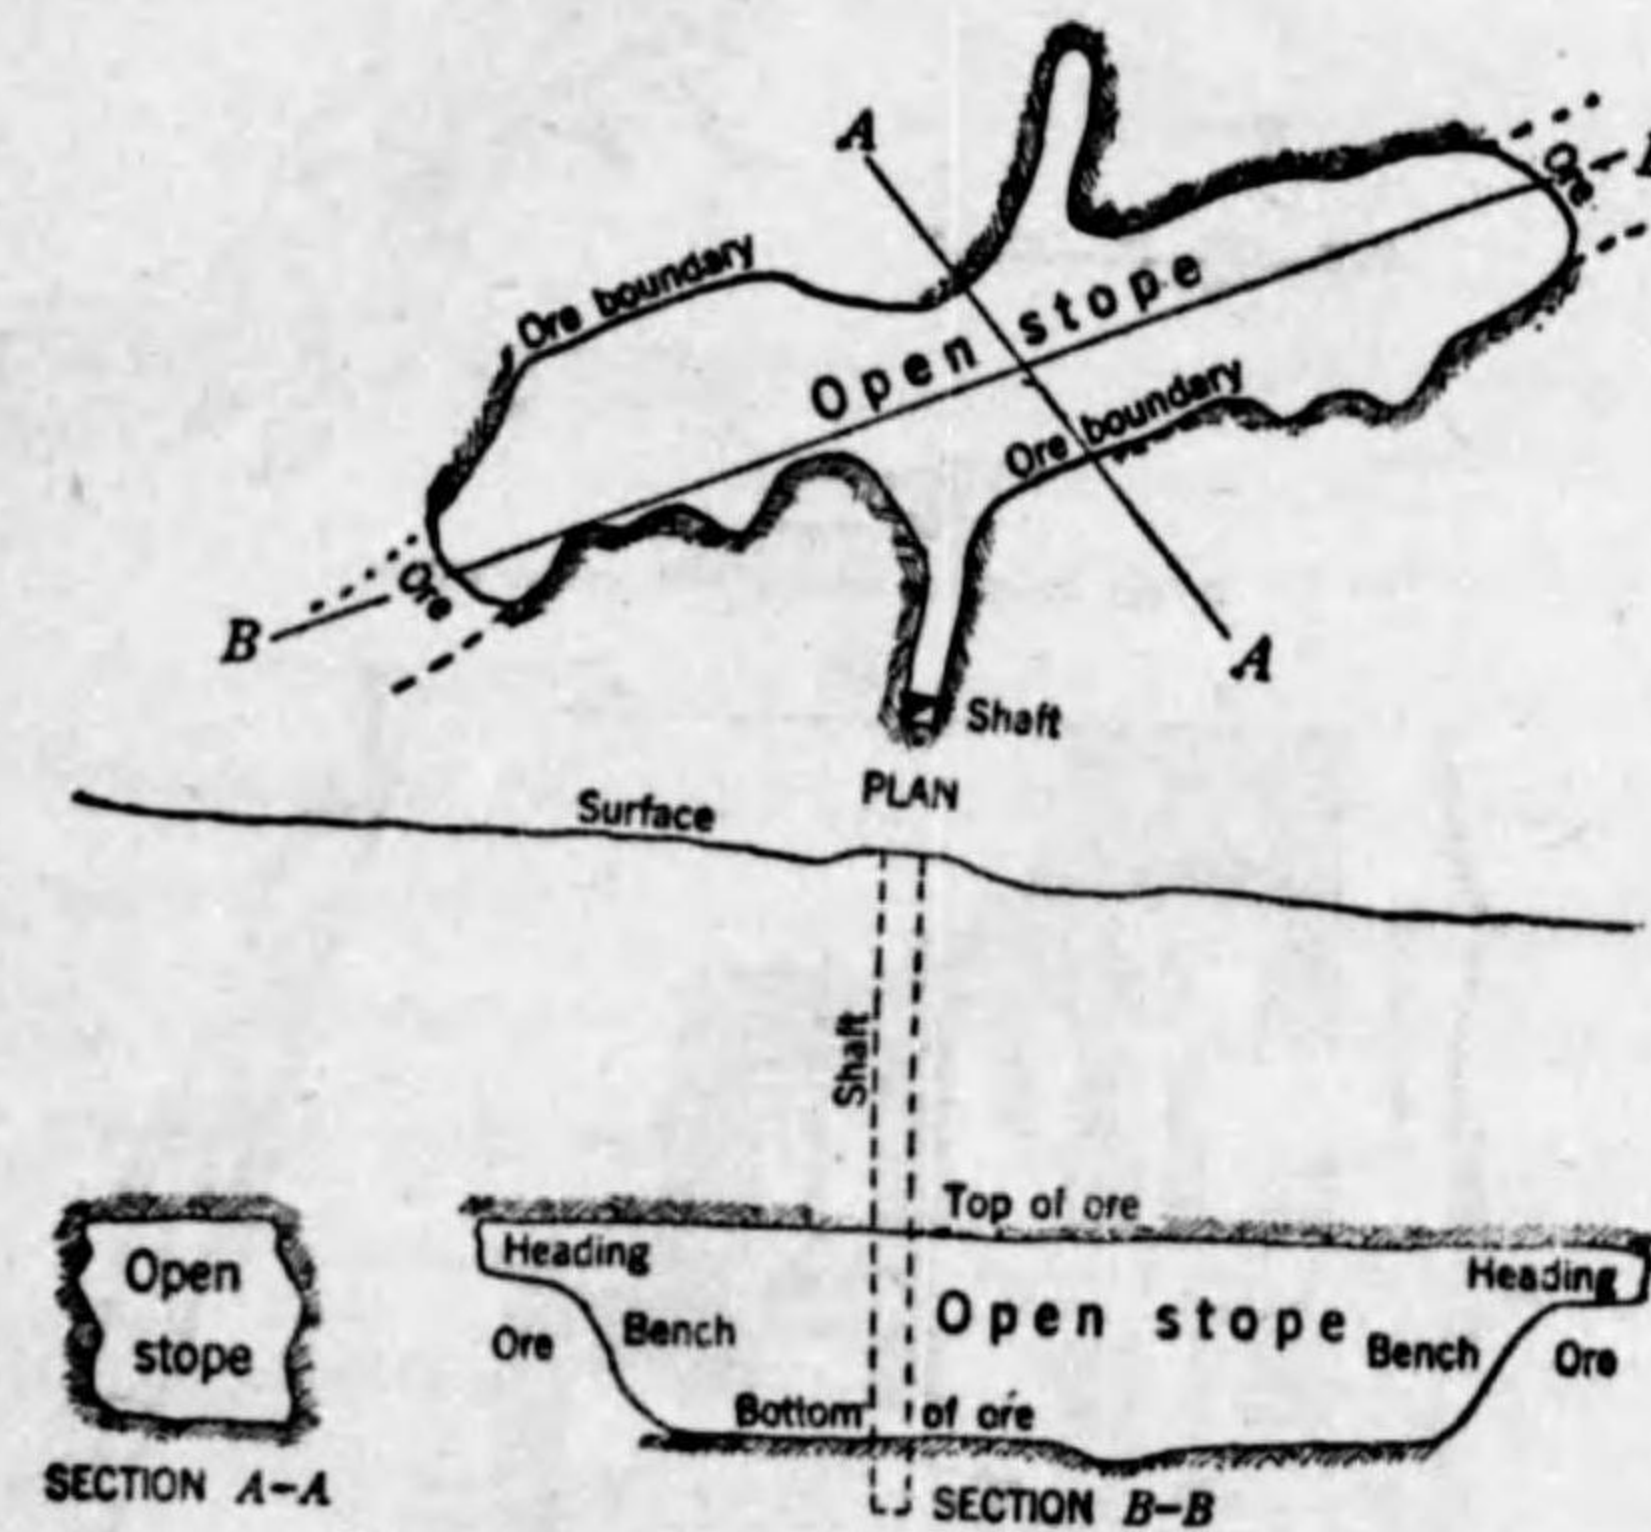 A
Ore
B
Ore boundary
Open stope
Ore boundary
Ore
B
A
Shaft
PLAN
Surface
Shaft
Top of ore
Heading
Heading
Open
stope
Open stope
Bench
Bench
Ore
Ore
Bottom of ore
SECTION A-A
SECTION B-B